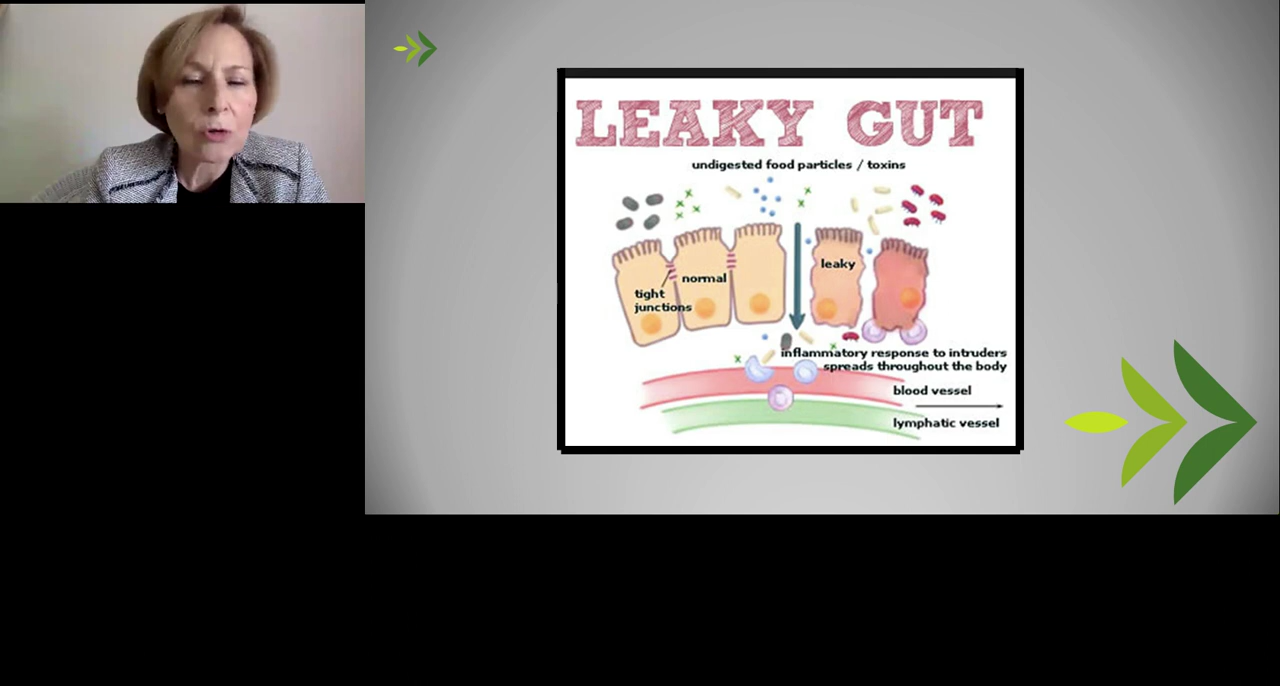 LEAKY GUT
undigested food particles / toxins
leaky
normal
tight
junctions
inflammatory response to intruders
spreads throughout the body
blood vessel
lymphatic vessel